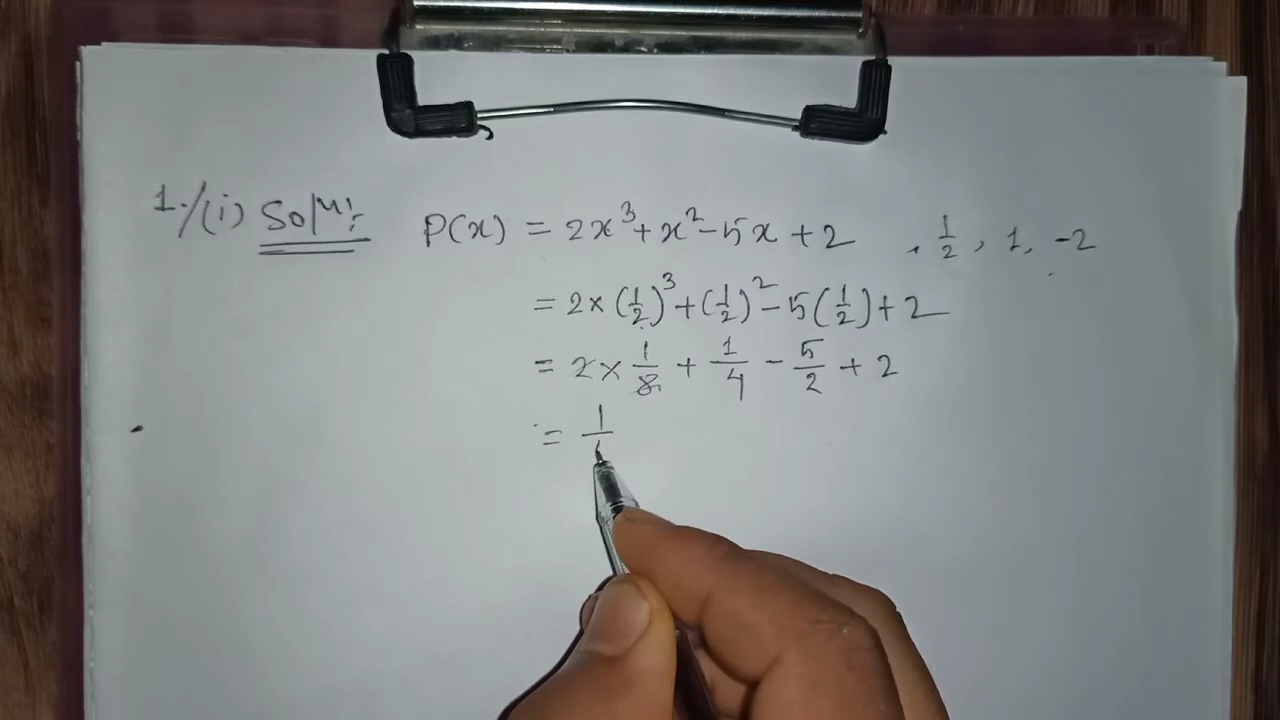 1./(i) Solⁿ: P(x) = 2x³+x²-5x+2 , 1/2, 1, -2
= 2×(1/2)³+(1/2)²-5(1/2)+2
= 2× 1/8 + 1/4 - 5/2 + 2
= 1/